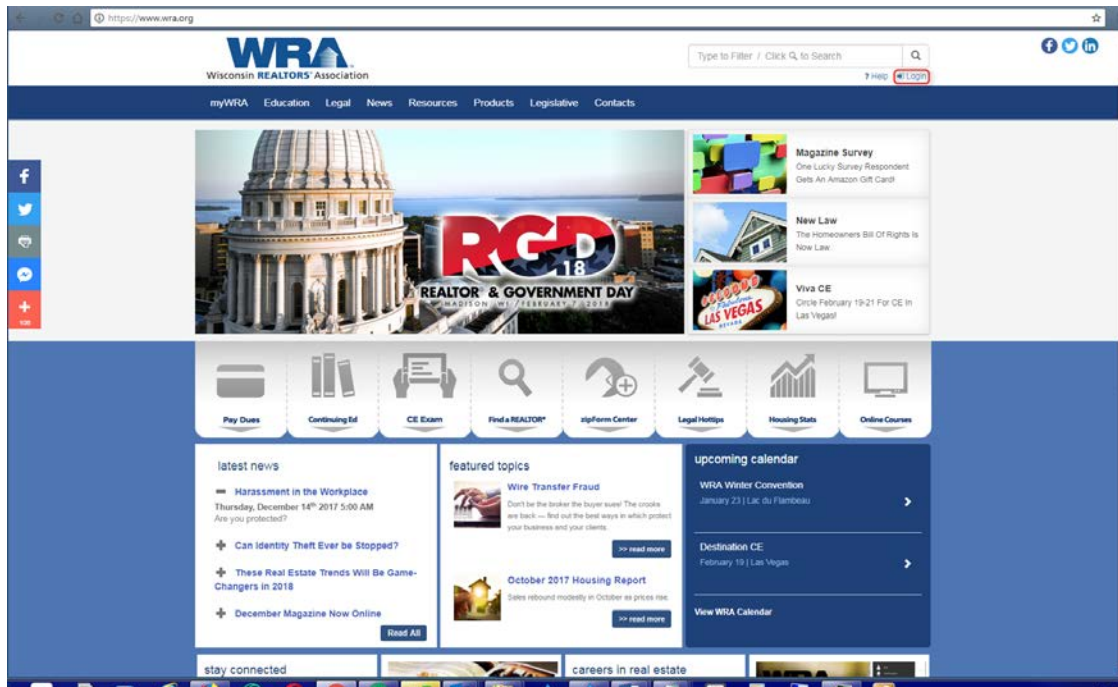 https://www.wra.org
WRA
Wisconsin REALTORS® Association
Type to Filter / Click to Search
? Help
Login
myWRA Education Legal News Resources Products Legislative Contacts
RGD
18
REALTOR® & GOVERNMENT DAY
MADISON WI / FEBRUARY 7 2018
Magazine Survey
One Lucky Survey Respondent
Gets An Amazon Gift Card!
New Law
The Homeowners Bill Of Rights Is
Now Law
Fabulous
LAS VEGAS
NEVADA
Viva CE
Circle February 19-21 For CE In
Las Vegas!
Pay Dues
Continuing Ed
CE Exam
Find a REALTOR®
zipForm Center
Legal Hottips
Housing Stats
Online Courses
latest news
Harassment in the Workplace
Thursday, December 14th 2017 5:00 AM
Are you protected?
Can Identity Theft Ever be Stopped?
These Real Estate Trends Will Be Game-
Changers in 2018
December Magazine Now Online
Read All
featured topics
Wire Transfer Fraud
Don't be the broker the buyer sues! The crooks
are back — find out the best ways in which protect
your business and your clients.
>> read more
October 2017 Housing Report
Sales rebound modestly in October as prices rise.
>> read more
upcoming calendar
WRA Winter Convention
January 23 | Lac du Flambeau
Destination CE
February 19 | Las Vegas
View WRA Calendar
stay connected
careers in real estate
WRA